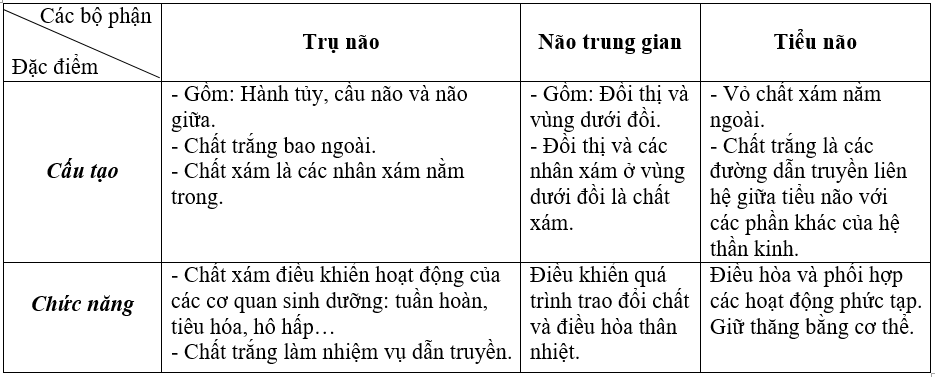 Các bộ phận
Đặc điểm
Trụ não
Não trung gian
Tiểu não
Cấu tạo
- Gồm: Hành tủy, cầu não và não
giữa.
- Chất trắng bao ngoài.
- Chất xám là các nhân xám nằm
trong.
- Gồm: Đồi thị và
vùng dưới đồi.
- Đồi thị và các
nhân xám ở vùng
dưới đồi là chất
xám.
- Vỏ chất xám nằm
ngoài.
- Chất trắng là các
đường dẫn truyền liên
hệ giữa tiểu não với
các phần khác của hệ
thần kinh.
Chức năng
- Chất xám điều khiển hoạt động của
các cơ quan sinh dưỡng: tuần hoàn,
tiêu hóa, hô hấp…
- Chất trắng làm nhiệm vụ dẫn truyền.
Điều khiển quá
trình trao đổi chất
và điều hòa thân
nhiệt.
Điều hòa và phối hợp
các hoạt động phức tạp.
Giữ thăng bằng cơ thể.